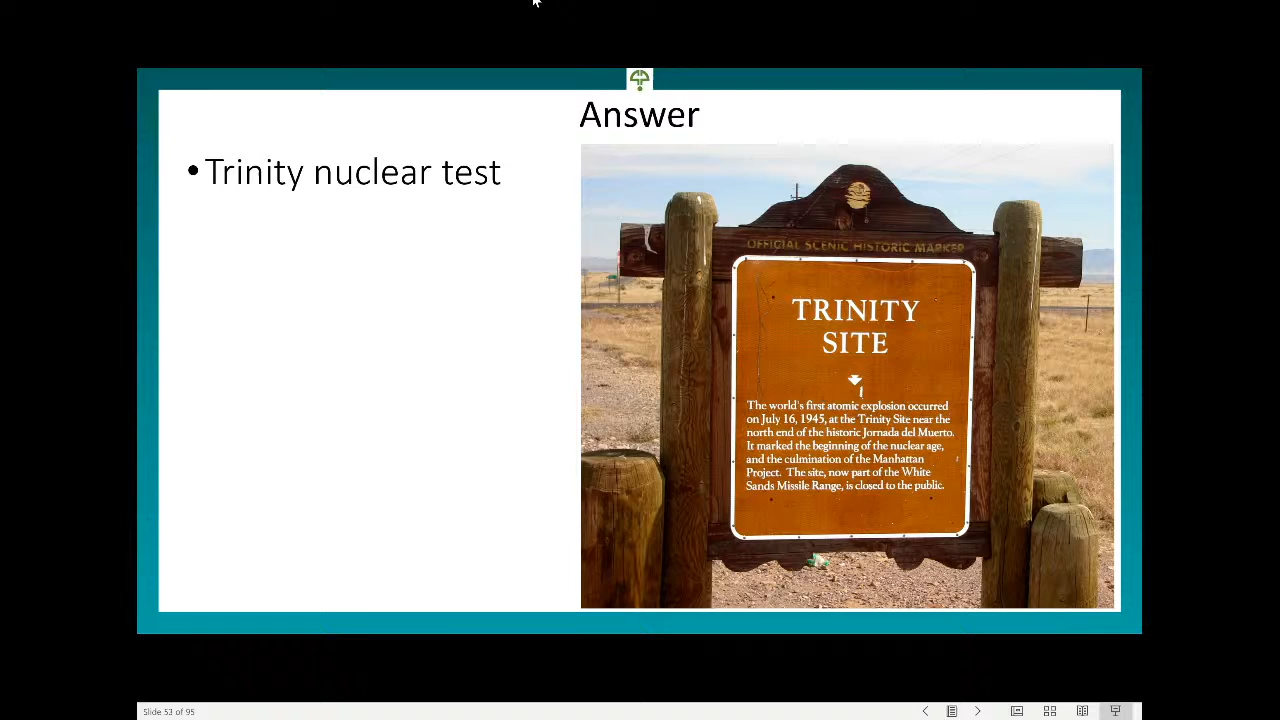 Answer
• Trinity nuclear test
OFFICIAL SCENIC HISTORIC MARKER
TRINITY
SITE
The world's first atomic explosion occurred
on July 16, 1945, at the Trinity Site near the
north end of the historic Jornada del Muerto.
It marked the beginning of the nuclear age,
and the culmination of the Manhattan
Project. The site, now part of the White
Sands Missile Range, is closed to the public.
Slide 53 of 95